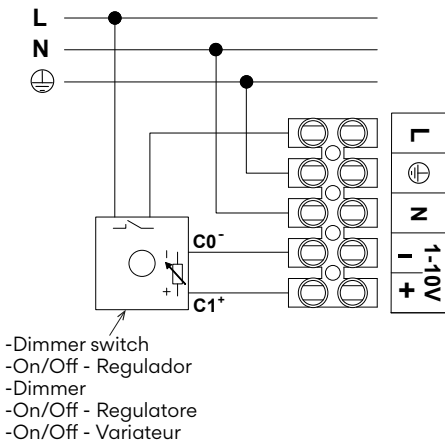 L
N
L
N
1-10V
-
+
C0-
-
+
C1+
-Dimmer switch
-On/Off - Regulador
-Dimmer
-On/Off - Regulatore
-On/Off - Variateur